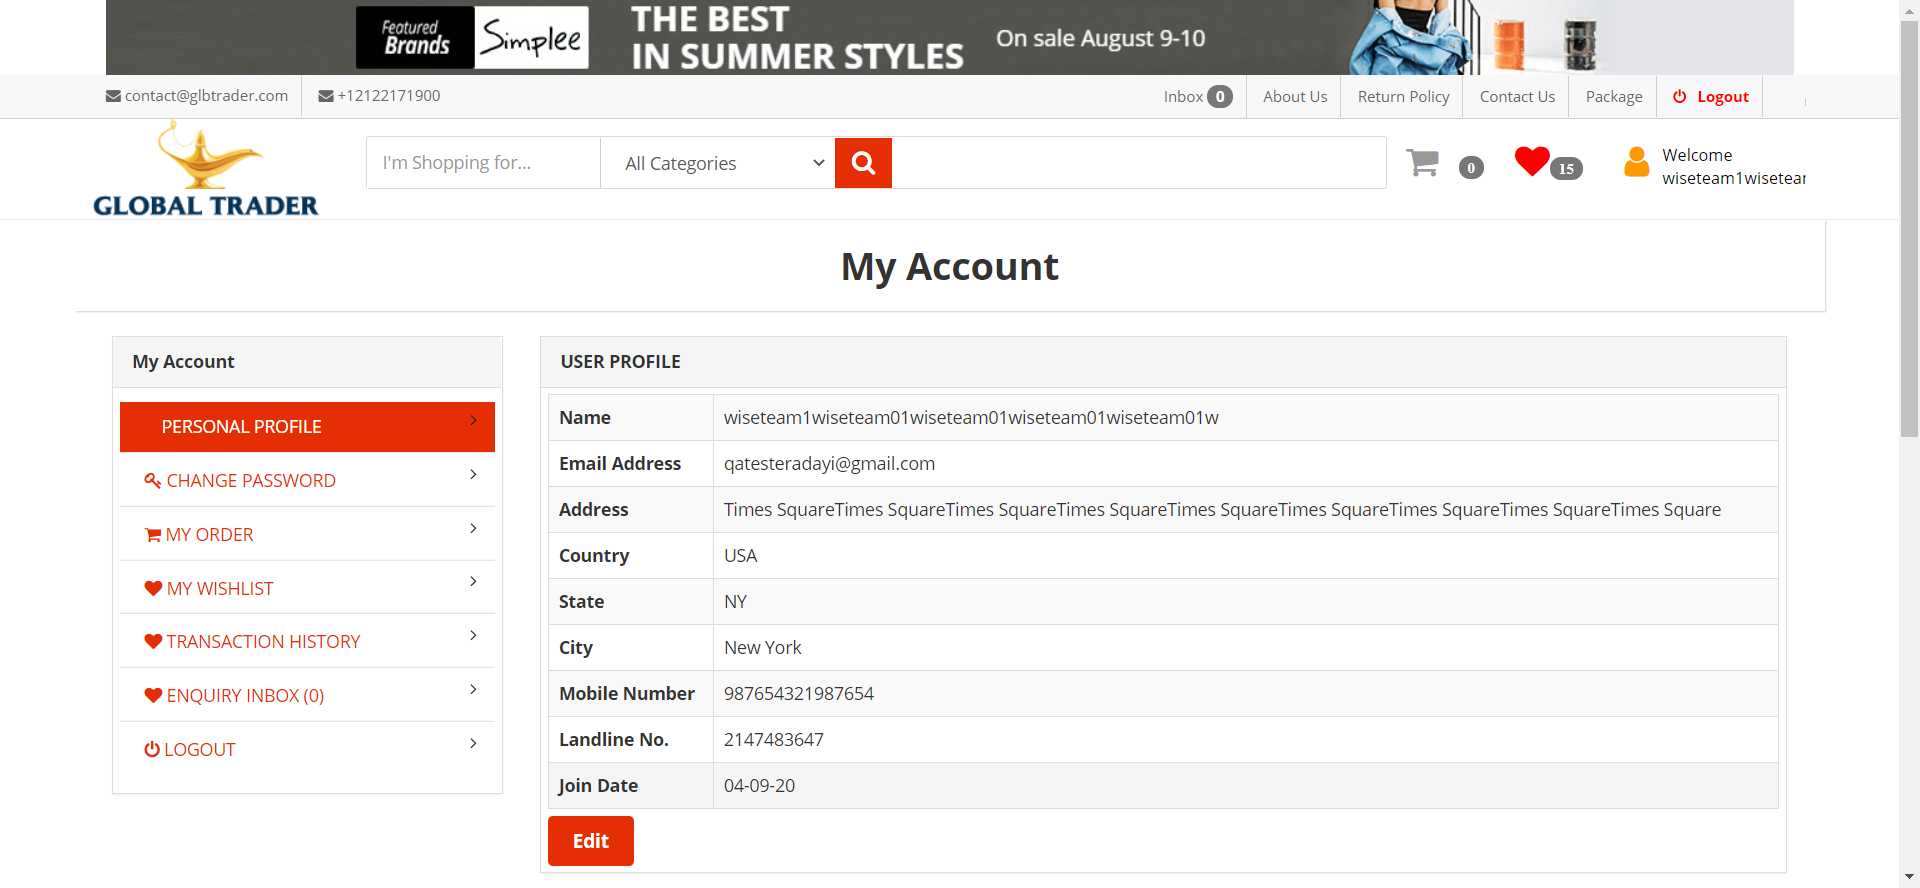 Featured
Brands
Simplee
THE BEST
IN SUMMER STYLES
On sale August 9-10
contact@glbtrader.com
+12122171900
Inbox 0
About Us
Return Policy
Contact Us
Package
Logout
GLOBAL TRADER
I'm Shopping for...
All Categories
0
15
Welcome
wiseteam1wisetear
My Account
My Account
PERSONAL PROFILE
CHANGE PASSWORD
MY ORDER
MY WISHLIST
TRANSACTION HISTORY
ENQUIRY INBOX (0)
LOGOUT
USER PROFILE
Name wiseteam1wiseteam01wiseteam01wiseteam01wiseteam01w
Email Address qatesteradayi@gmail.com
Address Times SquareTimes SquareTimes SquareTimes SquareTimes SquareTimes SquareTimes SquareTimes SquareTimes Square
Country USA
State NY
City New York
Mobile Number 987654321987654
Landline No. 2147483647
Join Date 04-09-20
Edit